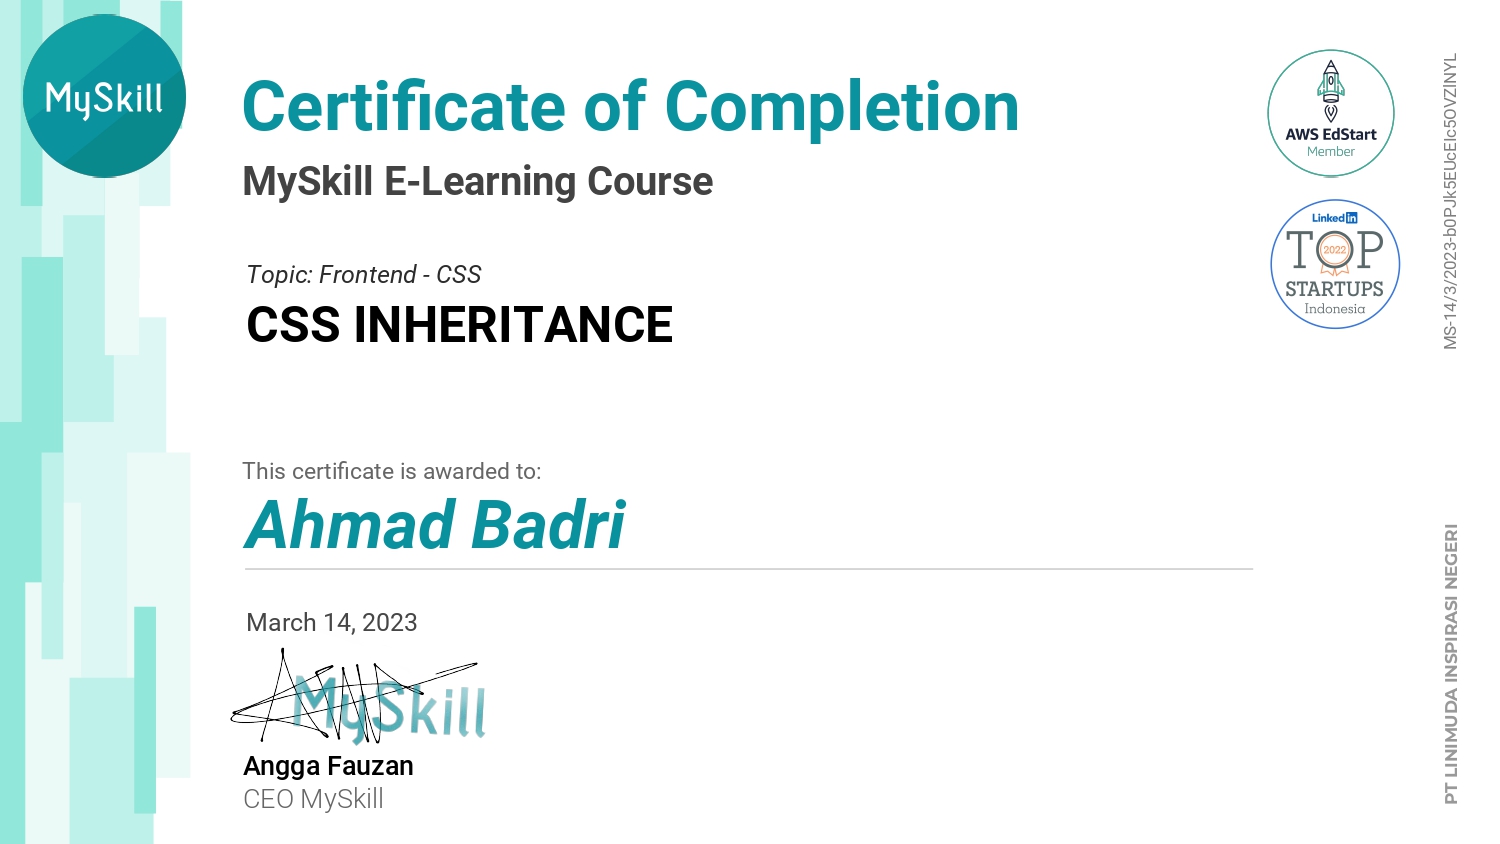 MySkill
Certificate of Completion
MySkill E-Learning Course
Topic: Frontend - CSS
CSS INHERITANCE
This certificate is awarded to:
Ahmad Badri
March 14, 2023
MySkill
Angga Fauzan
CEO MySkill
AWS EdStart
Member
Linked in
TOP
2022
STARTUPS
Indonesia
MS-14/3/2023-b0PJk5EUcEIc5OVZINYL
PT LINIMUDA INSPIRASI NEGERI